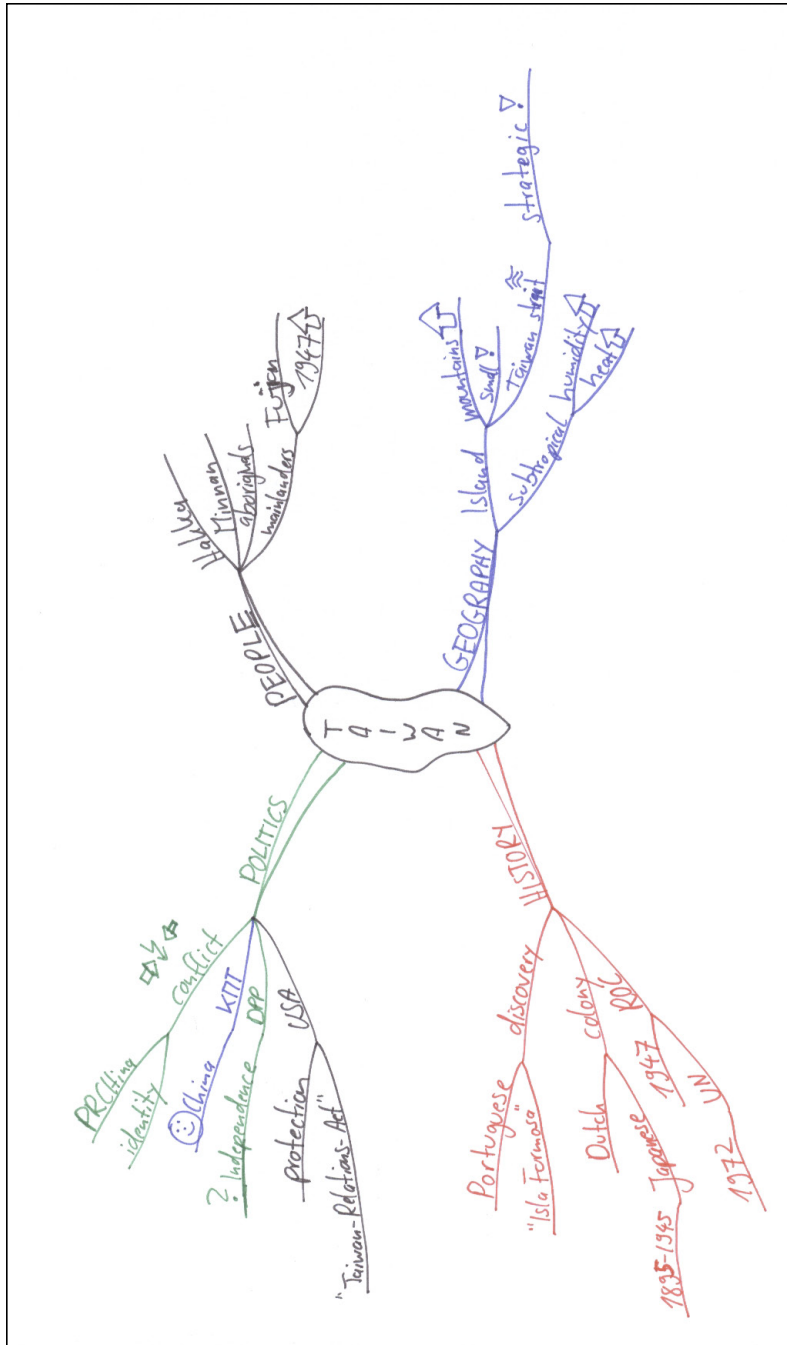 TAIWAN
POLITICS
conflict
PRChina
identity
KMT
China
DPP
? Independence
USA
protection
"Taiwan-Relations-Act"
PEOPLE
Hakka
Minnan
aboriginals
mainlanders
Fujian
1947
GEOGRAPHY
Island
mountains
small !
Taiwan strait
strategic !
subtropical
humidity
heat
HISTORY
discovery
Portuguese
"Isla Formosa"
colony
Dutch
Japanese
1895-1945
ROC
1947
UN
1972